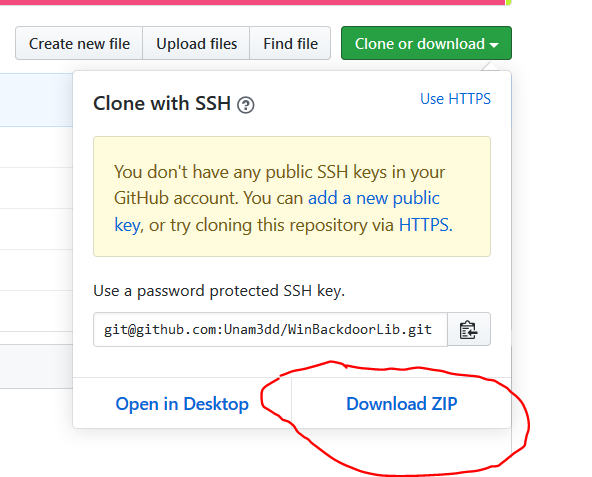 Create new file Upload files Find file Clone or download
Clone with SSH ? Use HTTPS
You don't have any public SSH keys in your
GitHub account. You can add a new public
key, or try cloning this repository via HTTPS.
Use a password protected SSH key.
git@github.com:Unam3dd/WinBackdoorLib.git
Open in Desktop Download ZIP